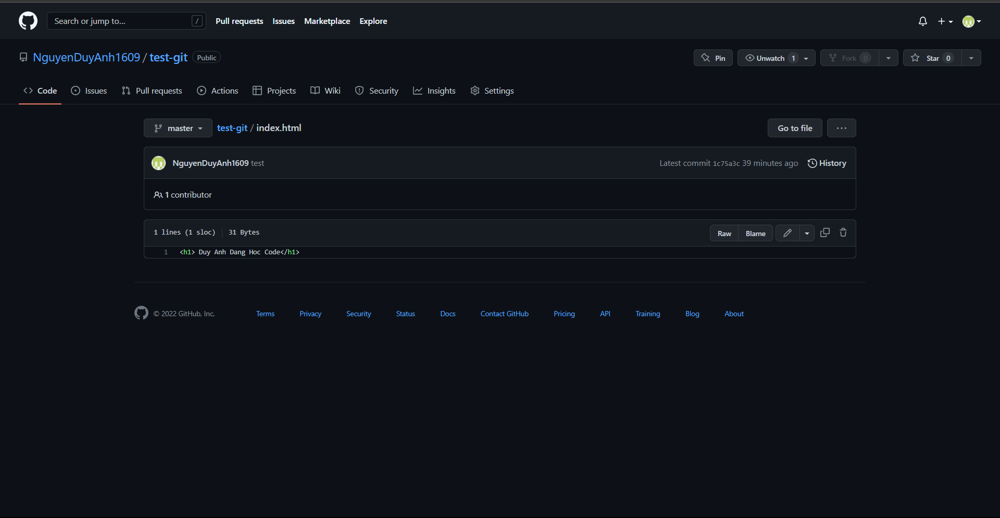 Search or jump to... / Pull requests Issues Marketplace Explore
NguyenDuyAnh1609 / test-git Public Pin Unwatch 1 Fork 0 Star 0
Code Issues Pull requests Actions Projects Wiki Security Insights Settings
master test-git / index.html Go to file ...
NguyenDuyAnh1609 test Latest commit 1c75a3c 39 minutes ago History
1 contributor
1 lines (1 sloc) 31 Bytes Raw Blame
1 <h1> Duy Anh Dang Hoc Code</h1>
© 2022 GitHub, Inc. Terms Privacy Security Status Docs Contact GitHub Pricing API Training Blog About